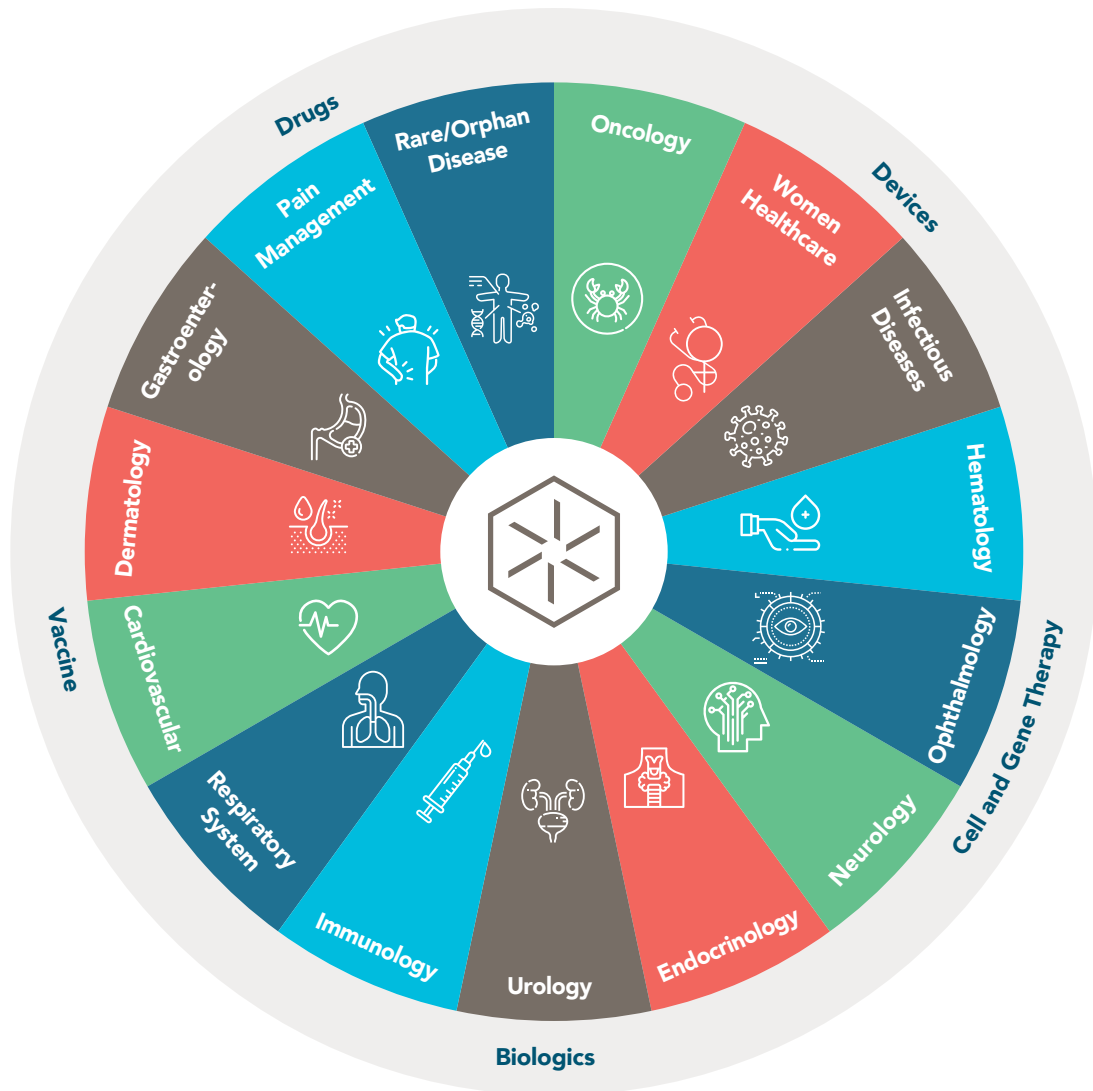 Drugs
Devices
Cell and Gene Therapy
Biologics
Vaccine
Oncology
Women
Healthcare
Infectious
Diseases
Hematology
Ophthalmology
Neurology
Endocrinology
Urology
Immunology
Respiratory
System
Cardiovascular
Dermatology
Gastroenter-
ology
Pain
Management
Rare/Orphan
Disease